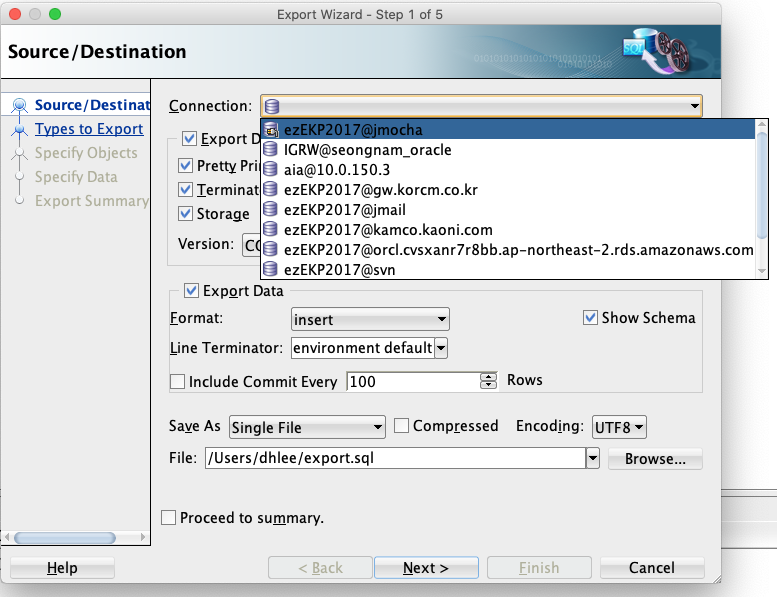 Export Wizard - Step 1 of 5
Source/Destination
SQL
Source/Destinat
Types to Export
Specify Objects
Specify Data
Export Summary
Connection:
ezEKP2017@jmocha
IGRW@seongnam_oracle
aia@10.0.150.3
ezEKP2017@gw.korcm.co.kr
ezEKP2017@jmail
ezEKP2017@kamco.kaoni.com
ezEKP2017@orcl.cvsxanr7r8bb.ap-northeast-2.rds.amazonaws.com
ezEKP2017@svn
Export D
Pretty Pri
Terminat
Storage
Version: CO
Export Data
Format: insert Show Schema
Line Terminator: environment default
Include Commit Every 100 Rows
Save As Single File Compressed Encoding: UTF8
File: /Users/dhlee/export.sql Browse...
Proceed to summary.
Help < Back Next > Finish Cancel